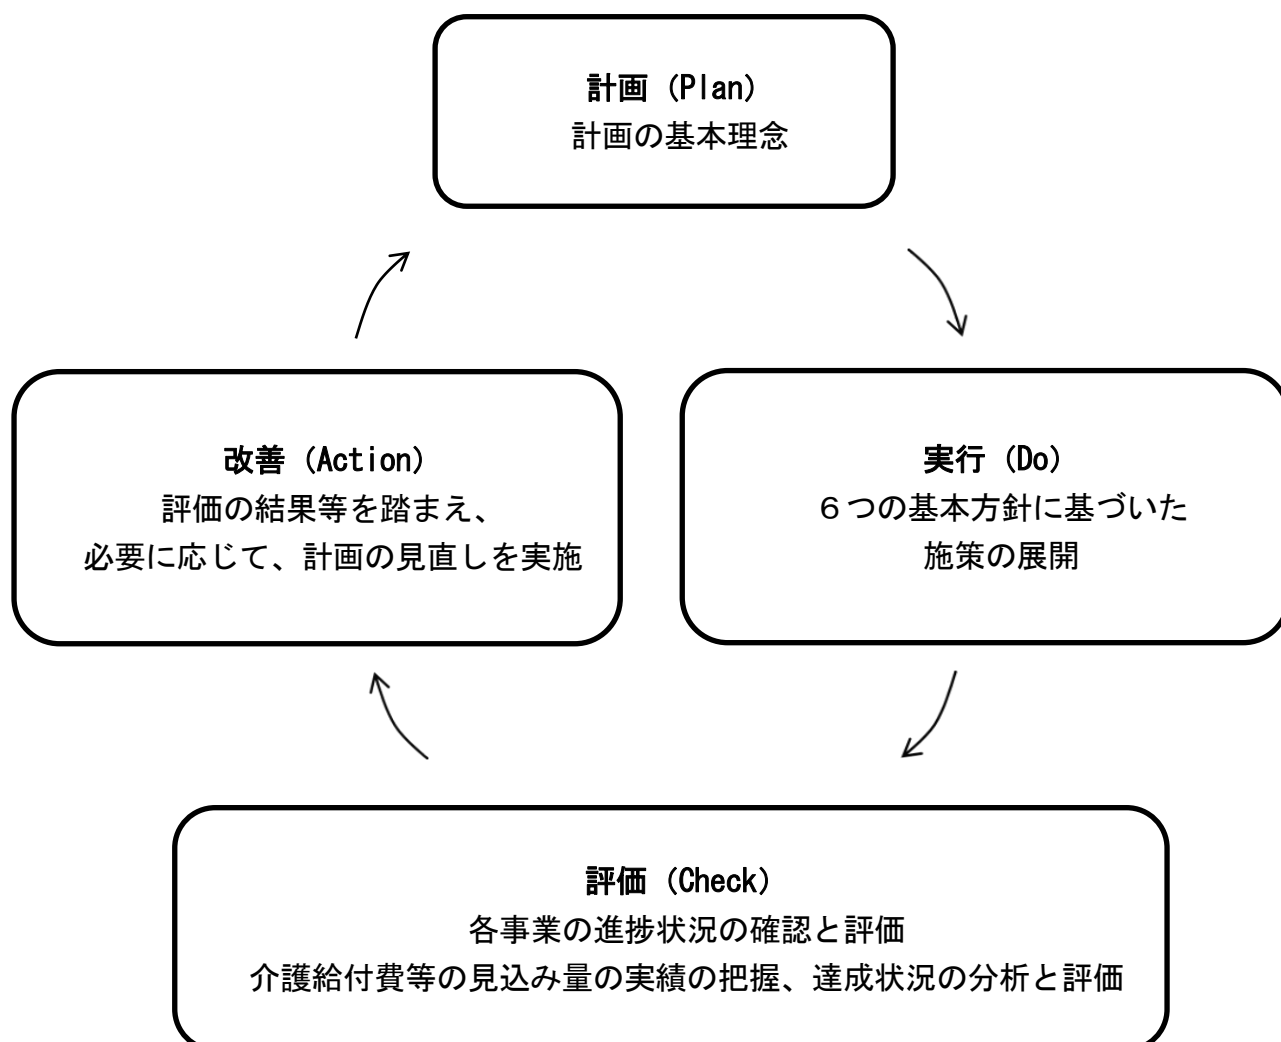 計画（Plan）
計画の基本理念
改善（Action）
評価の結果等を踏まえ、
必要に応じて、計画の見直しを実施
実行（Do）
６つの基本方針に基づいた
施策の展開
評価（Check）
各事業の進捗状況の確認と評価
介護給付費等の見込み量の実績の把握、達成状況の分析と評価